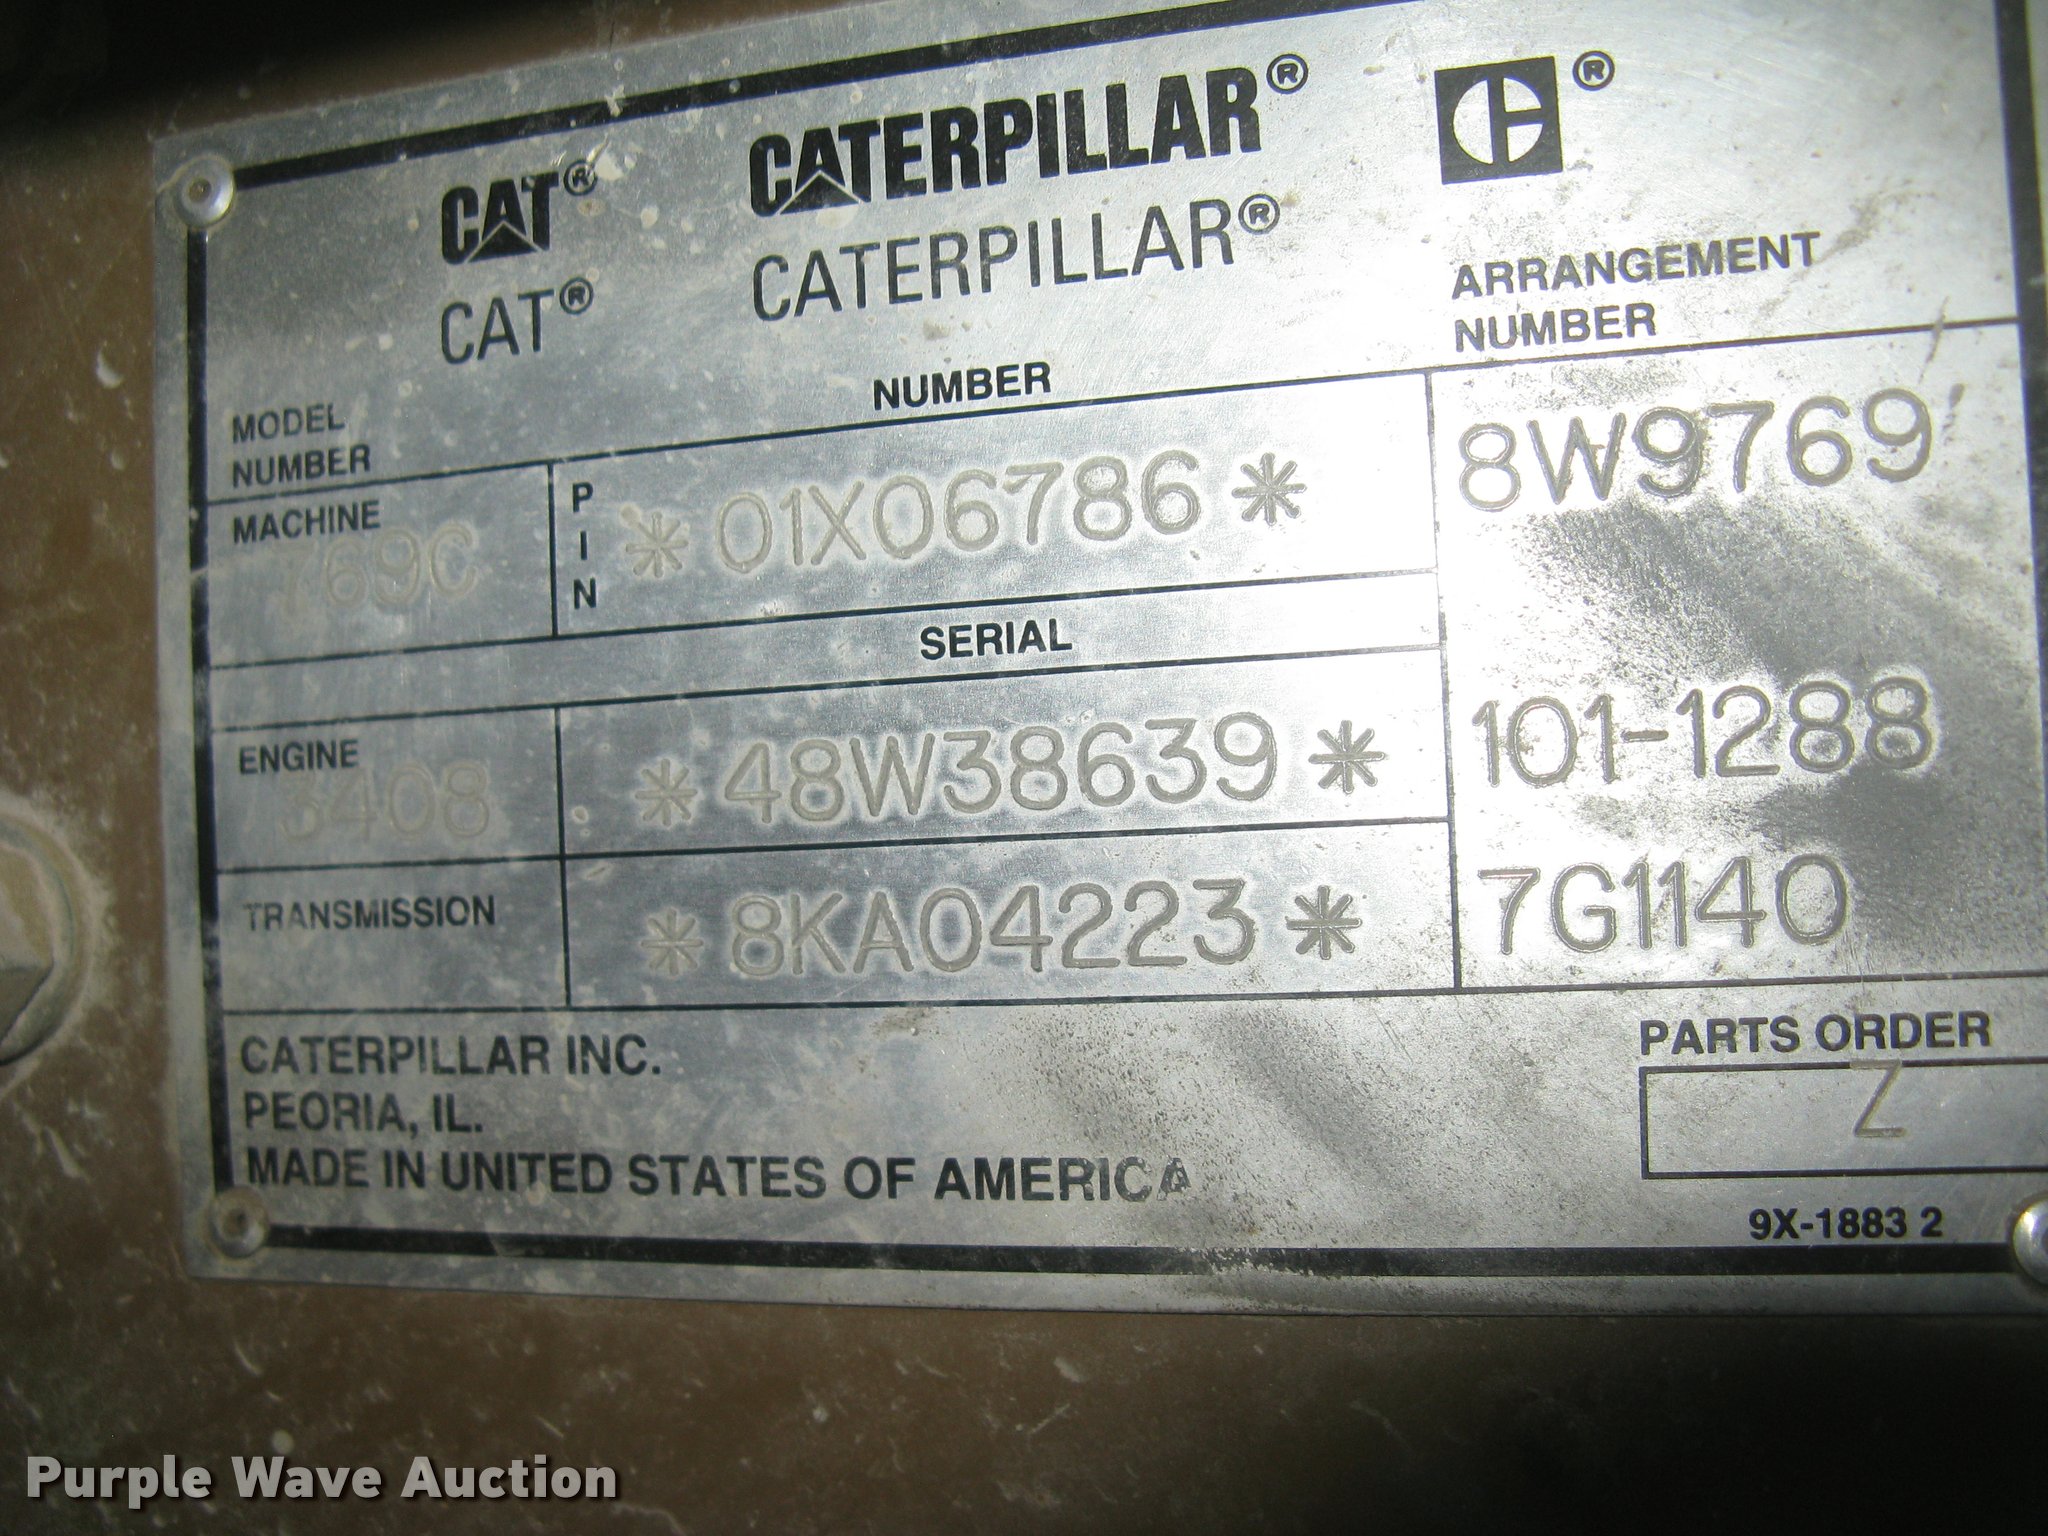 CAT® CATERPILLAR® ®
CAT® CATERPILLAR®
ARRANGEMENT
NUMBER
NUMBER
MODEL
NUMBER
MACHINE
769C
PIN
*01X06786*
8W9769
SERIAL
ENGINE
3408
*48W38639*
101-1288
TRANSMISSION
*8KA04223*
7G1140
CATERPILLAR INC.
PEORIA, IL.
MADE IN UNITED STATES OF AMERICA
PARTS ORDER
Z
9X-1883 2
Purple Wave Auction